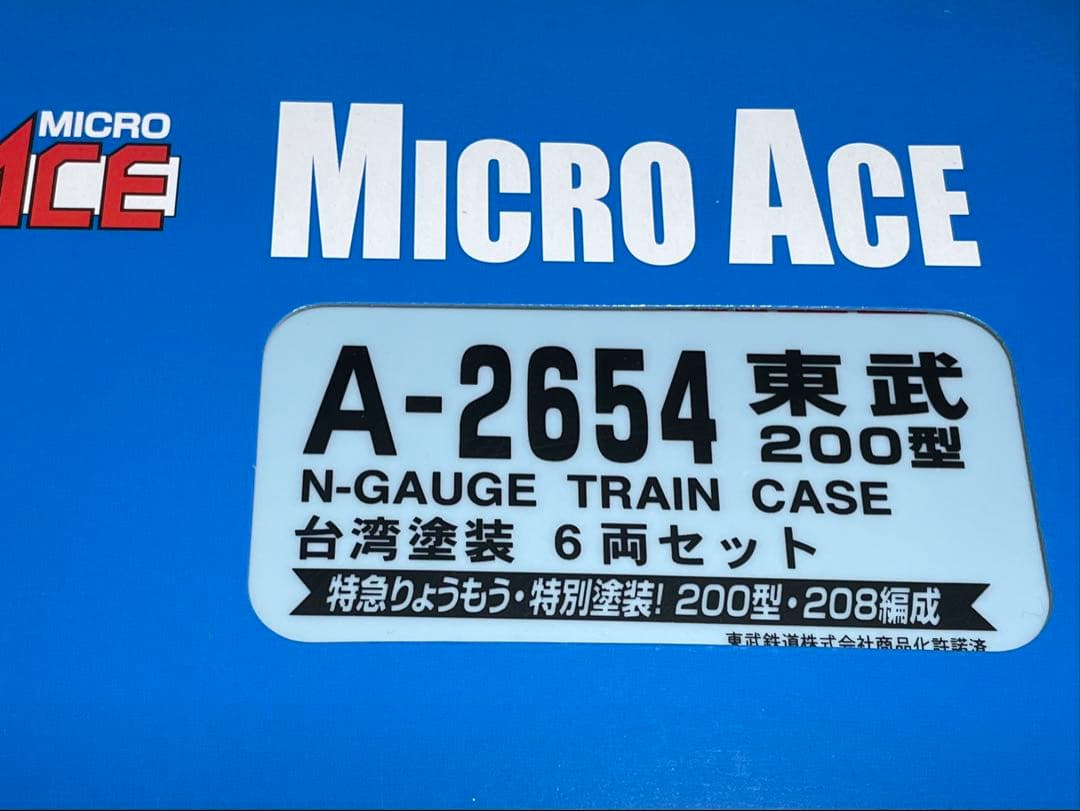 MICRO
ACE
MICRO ACE
A-2654 東武
200型
N-GAUGE TRAIN CASE
台湾塗装 6両セット
特急りょうもう・特別塗装! 200型・208編成
東武鉄道株式会社商品化許諾済